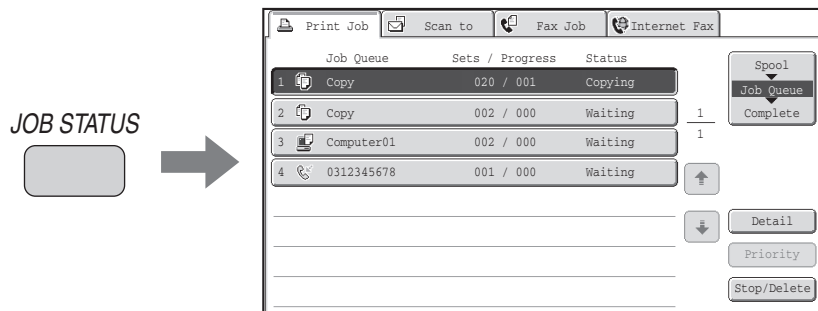 JOB STATUS
Print Job
Scan to
Fax Job
Internet Fax
Job Queue Sets / Progress Status
1 Copy 020 / 001 Copying
2 Copy 002 / 000 Waiting
3 Computer01 002 / 000 Waiting
4 0312345678 001 / 000 Waiting
1
1
Spool
Job Queue
Complete
Detail
Priority
Stop/Delete